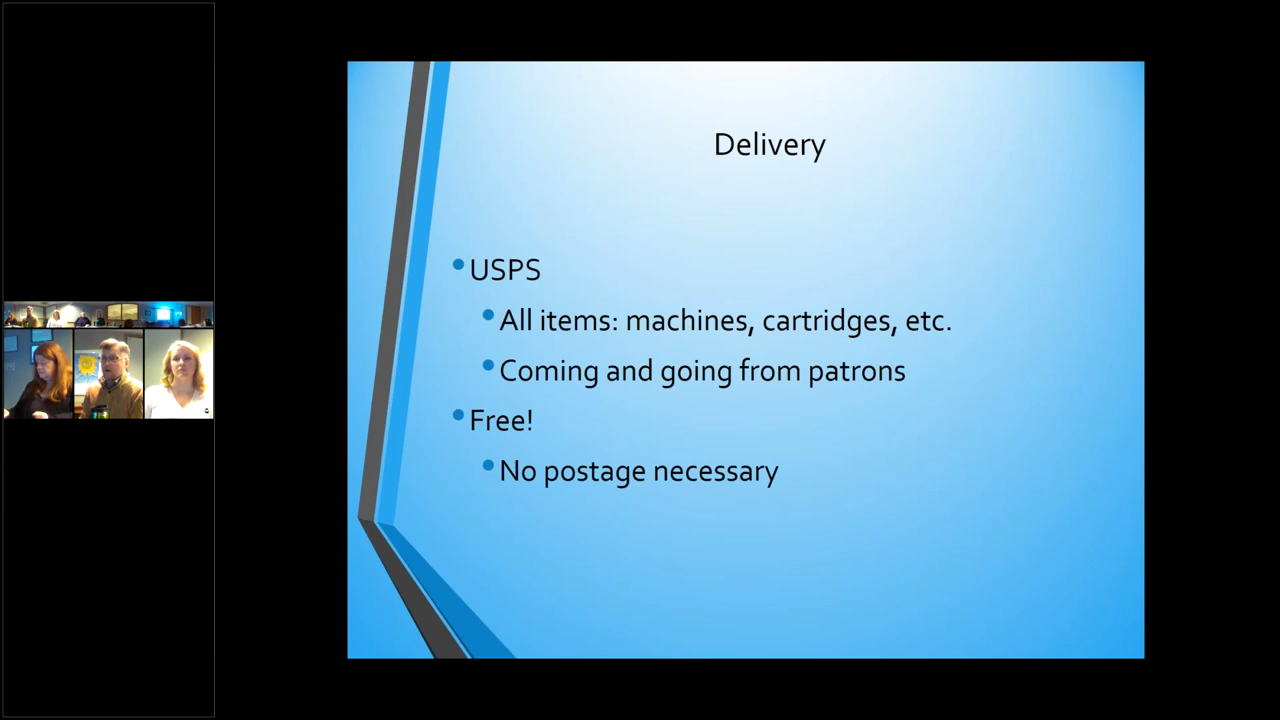 Delivery
USPS
All items: machines, cartridges, etc.
Coming and going from patrons
Free!
No postage necessary